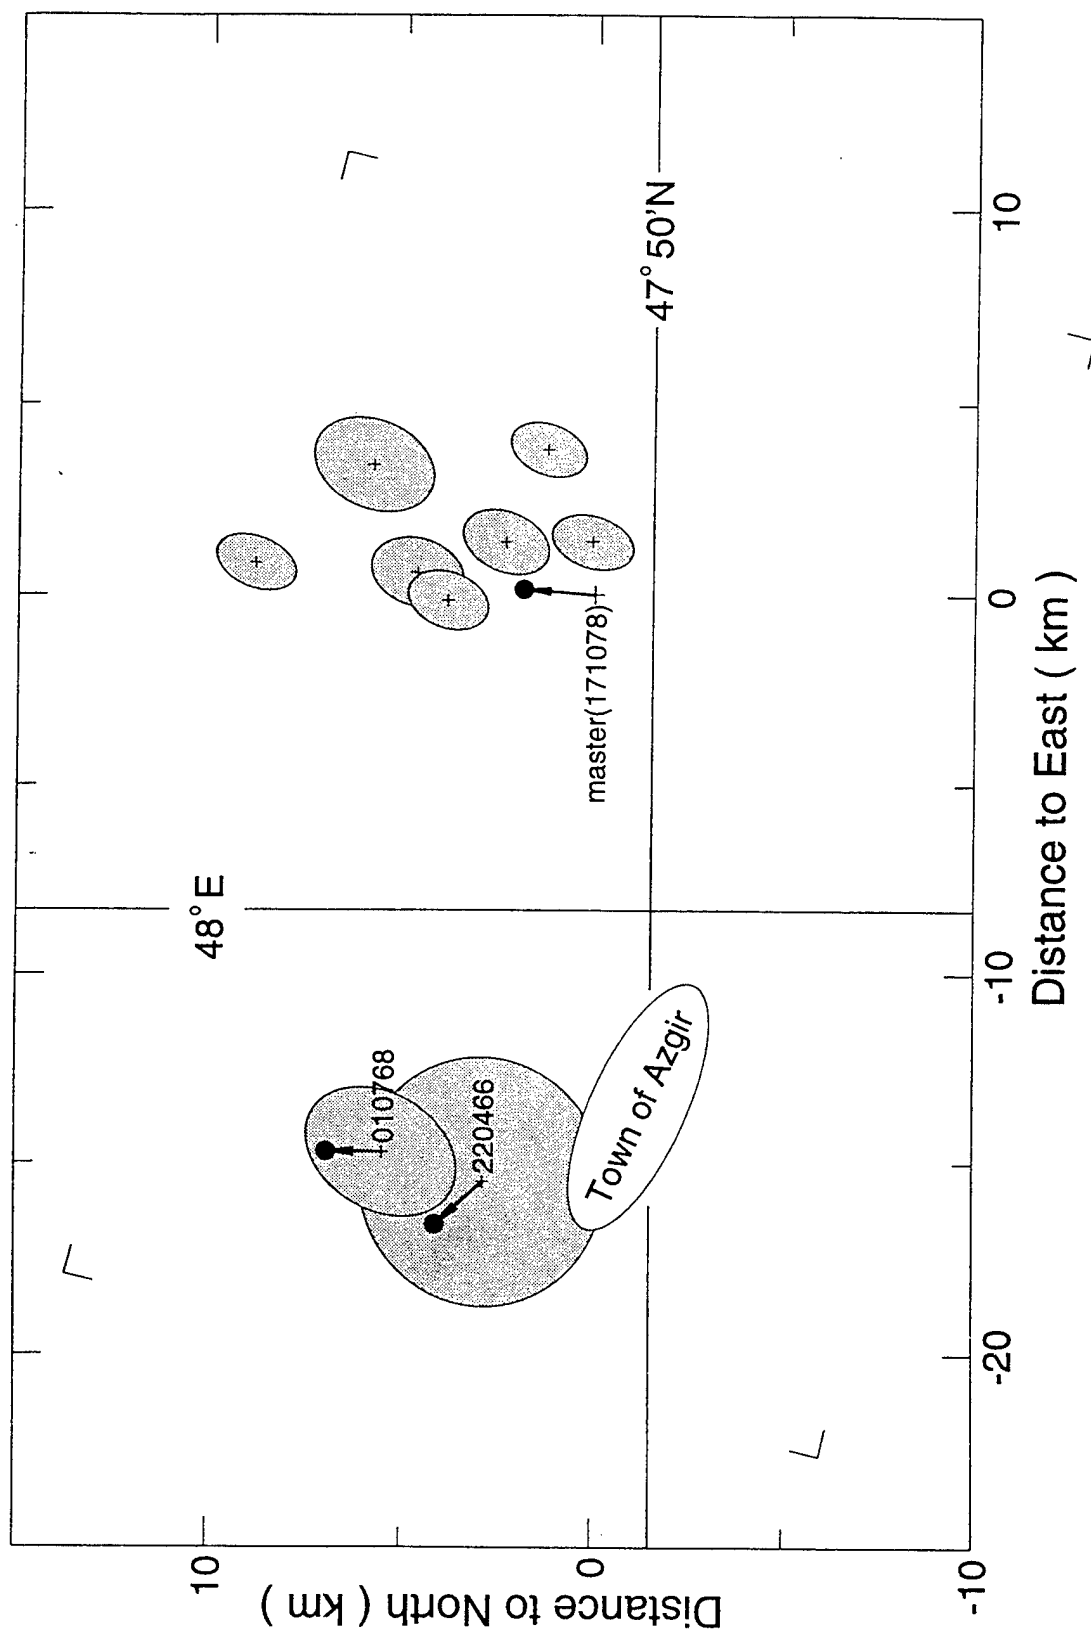 48°E
47°50'N
master(171078)
010768
220466
Town of Azgir
10
0
-10
Distance to North ( km )
-20
-10
0
10
Distance to East ( km )